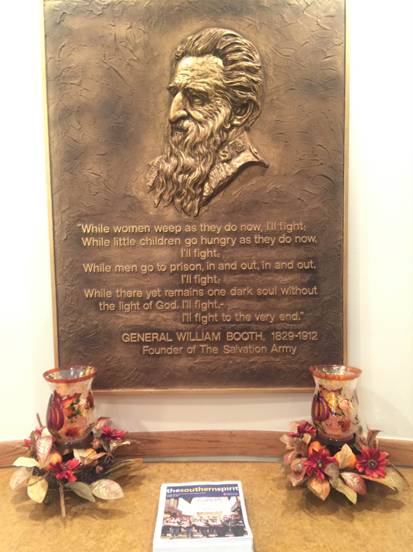 "While women weep as they do now, I'll fight;
While little children go hungry as they do now,
I'll fight;
While men go to prison, in and out, in and out,
I'll fight;
While there yet remains one dark soul without
the light of God, I'll fight,-
I'll fight to the very end."
GENERAL WILLIAM BOOTH, 1829-1912
Founder of The Salvation Army
thesouthernspirit